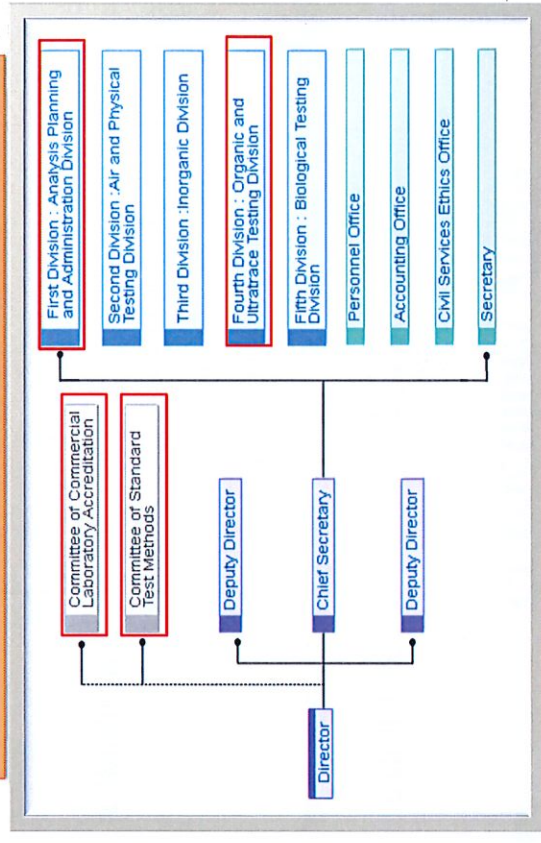 Director
Committee of Commercial
Laboratory Accreditation
Committee of Standard
Test Methods
Deputy Director
Chief Secretary
Deputy Director
First Division : Analysis Planning
and Administration Division
Second Division :Air and Physical
Testing Division
Third Division :Inorganic Division
Fourth Division : Organic and
Ultratrace Testing Division
Fifth Division : Biological Testing
Division
Personnel Office
Accounting Office
Civil Services Ethics Office
Secretary